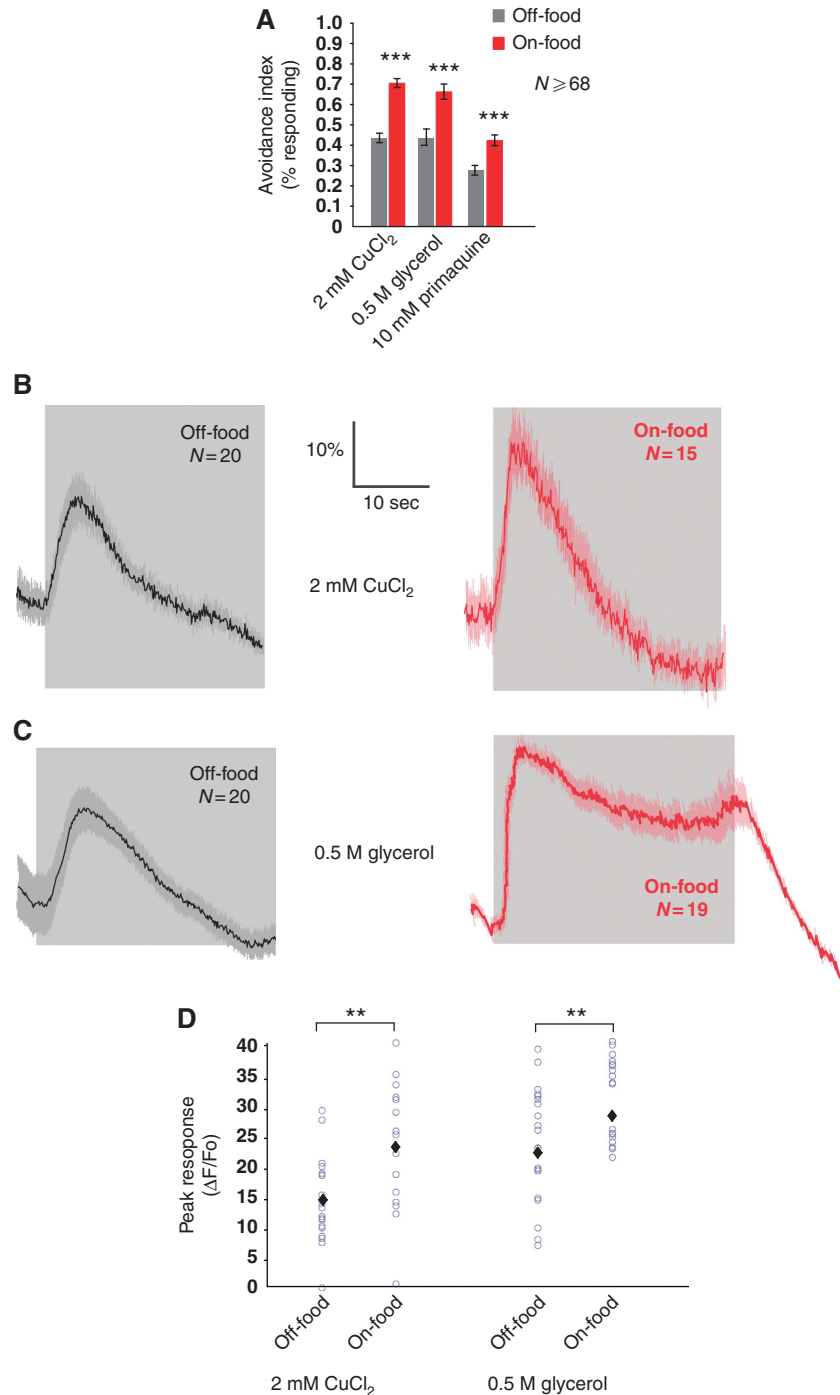 A
Off-food
On-food
N ⩾ 68
Avoidance index
(% responding)
1.0
0.9
0.8
0.7
0.6
0.5
0.4
0.3
0.2
0.1
0
***
***
***
2 mM CuCl₂
0.5 M glycerol
10 mM primaquine
B
Off-food
N = 20
10%
10 sec
2 mM CuCl₂
On-food
N = 15
C
Off-food
N = 20
0.5 M glycerol
On-food
N = 19
D
Peak resoponse
(ΔF/Fo)
40
35
30
25
20
15
10
5
0
**
**
Off-food
On-food
Off-food
On-food
2 mM CuCl₂
0.5 M glycerol